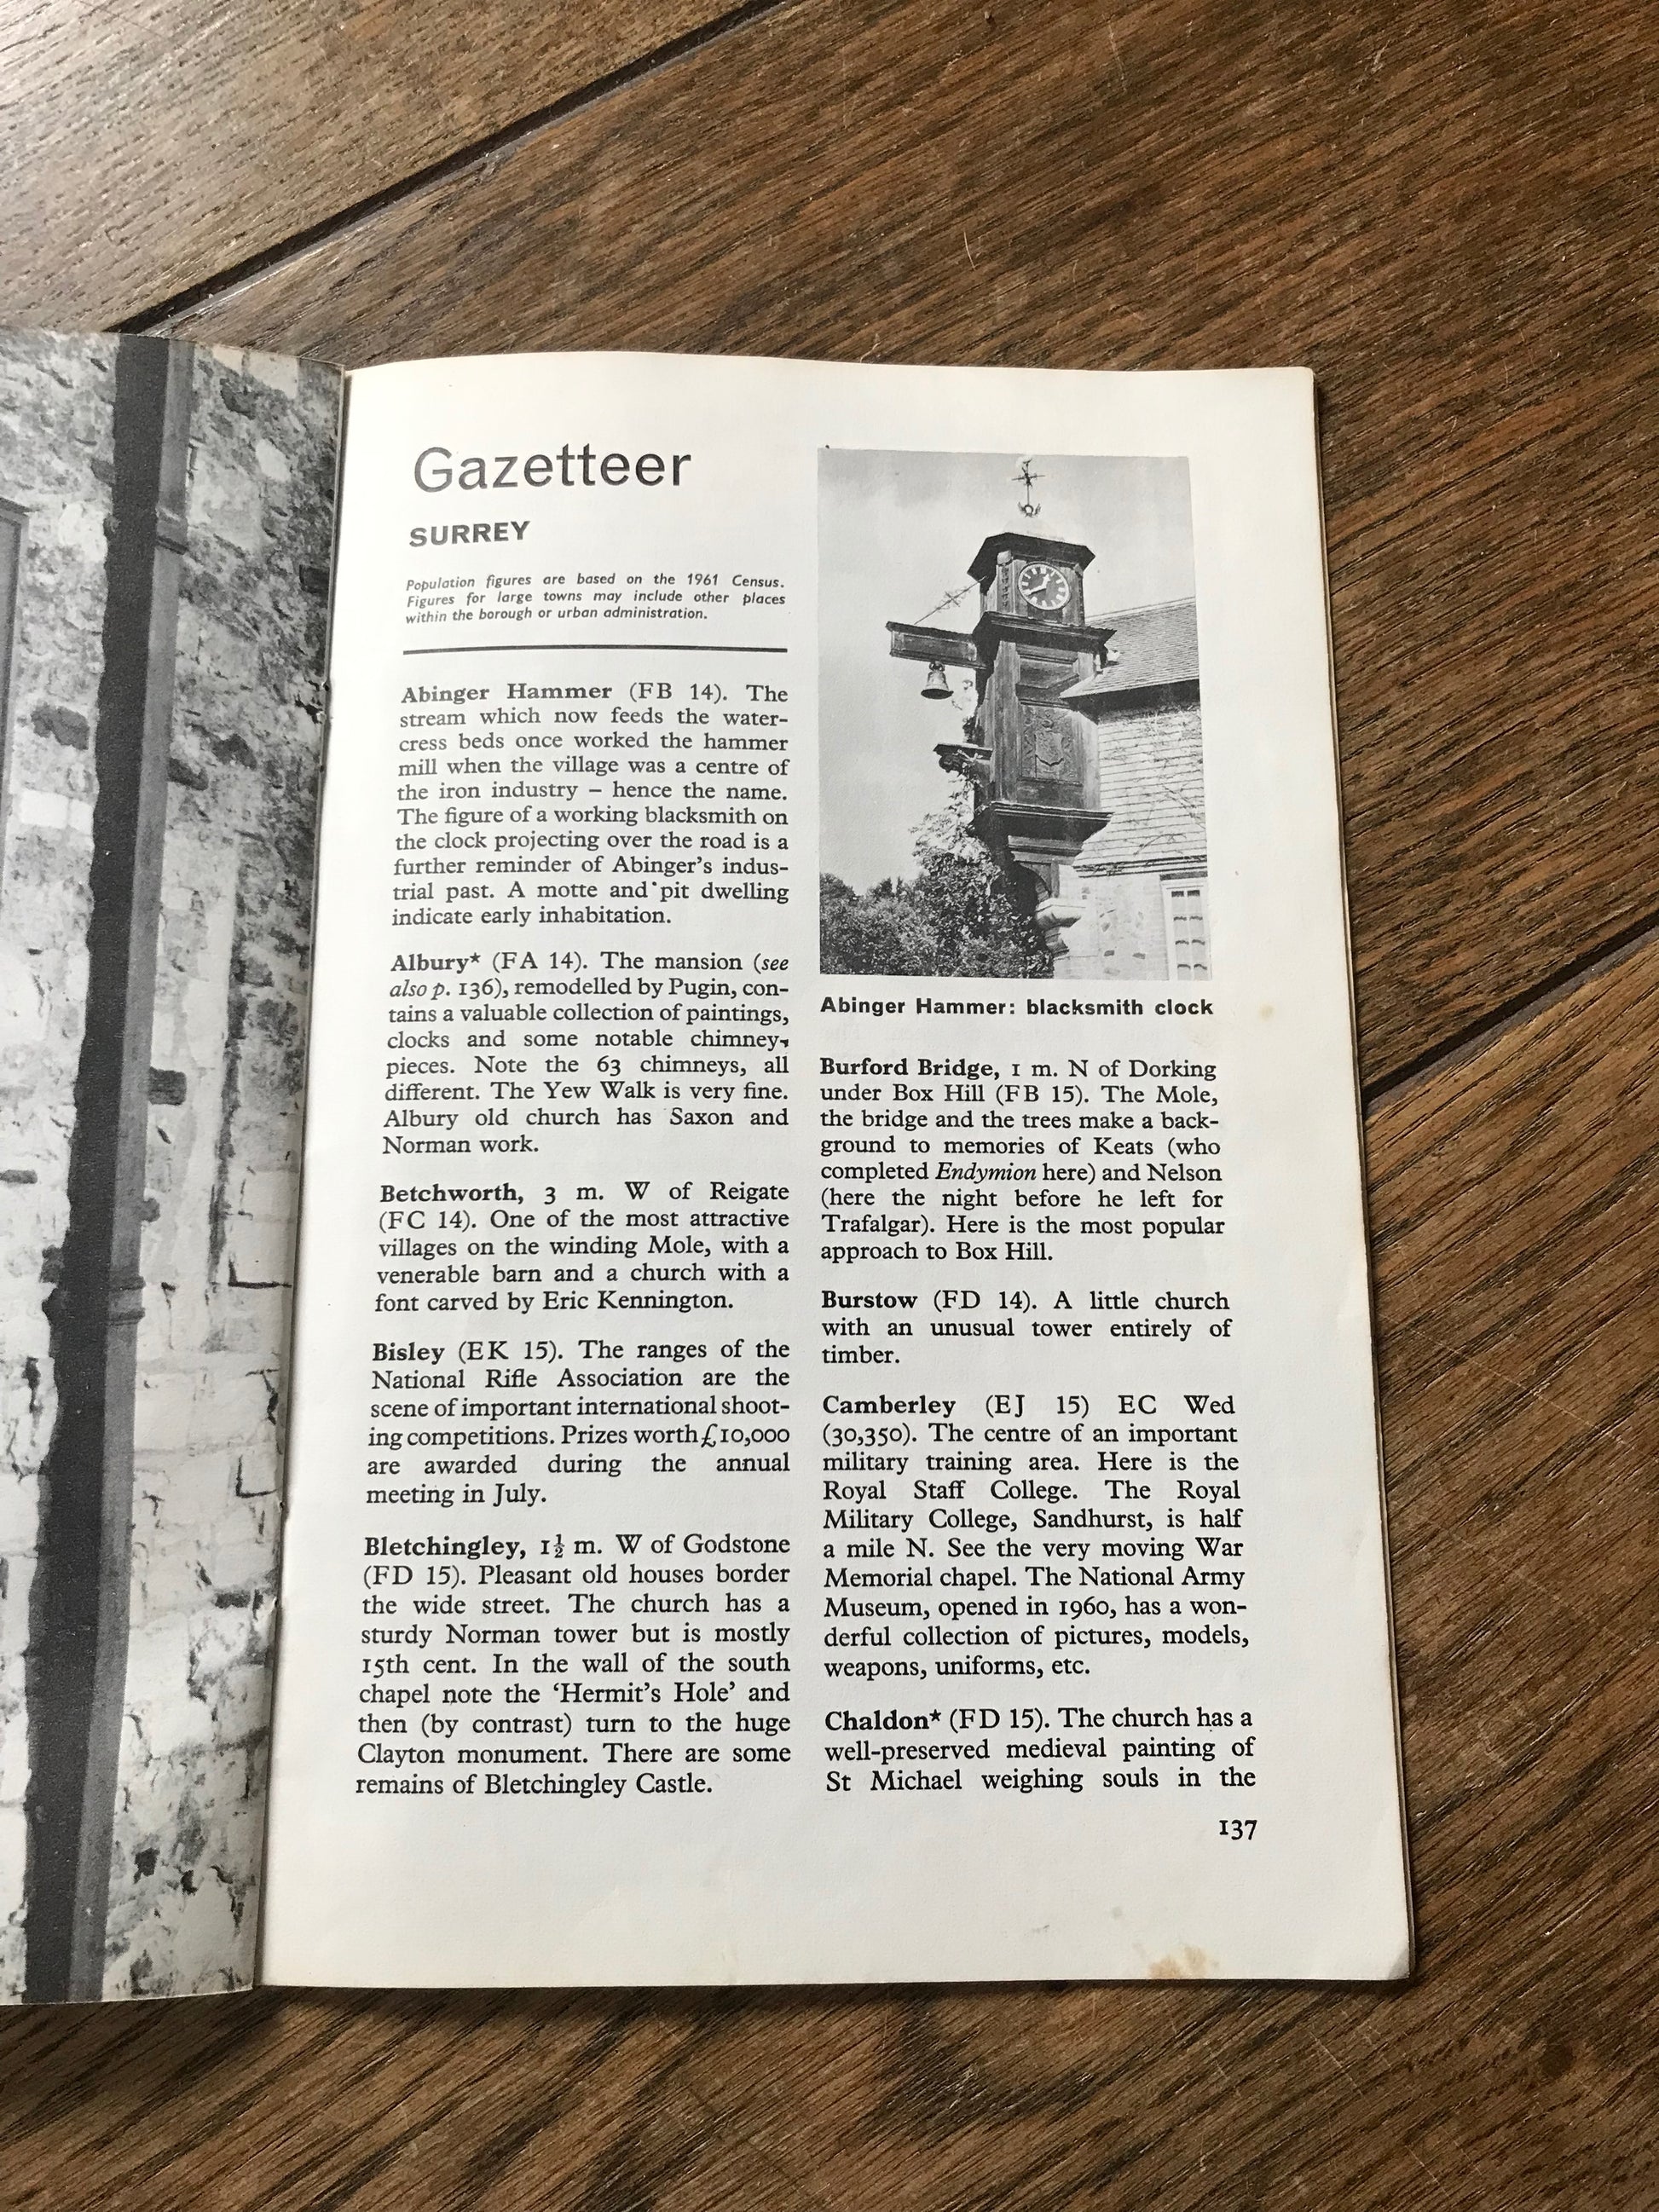 Gazetteer
SURREY
Population figures are based on the 1961 Census.
Figures for large towns may include other places
within the borough or urban administration.
Abinger Hammer (FB 14). The
stream which now feeds the water-
cress beds once worked the hammer
mill when the village was a centre of
the iron industry – hence the name.
The figure of a working blacksmith on
the clock projecting over the road is a
further reminder of Abinger's indus-
trial past. A motte and pit dwelling
indicate early inhabitation.
Albury* (FA 14). The mansion (see
also p. 136), remodelled by Pugin, con-
tains a valuable collection of paintings,
clocks and some notable chimney-
pieces. Note the 63 chimneys, all
different. The Yew Walk is very fine.
Albury old church has Saxon and
Norman work.
Betchworth, 3 m. W of Reigate
(FC 14). One of the most attractive
villages on the winding Mole, with a
venerable barn and a church with a
font carved by Eric Kennington.
Bisley (EK 15). The ranges of the
National Rifle Association are the
scene of important international shoot-
ing competitions. Prizes worth £10,000
are awarded during the annual
meeting in July.
Bletchingley, 1½ m. W of Godstone
(FD 15). Pleasant old houses border
the wide street. The church has a
sturdy Norman tower but is mostly
15th cent. In the wall of the south
chapel note the 'Hermit's Hole' and
then (by contrast) turn to the huge
Clayton monument. There are some
remains of Bletchingley Castle.
Abinger Hammer: blacksmith clock
Burford Bridge, 1 m. N of Dorking
under Box Hill (FB 15). The Mole,
the bridge and the trees make a back-
ground to memories of Keats (who
completed Endymion here) and Nelson
(here the night before he left for
Trafalgar). Here is the most popular
approach to Box Hill.
Burstow (FD 14). A little church
with an unusual tower entirely of
timber.
Camberley (EJ 15) EC Wed
(30,350). The centre of an important
military training area. Here is the
Royal Staff College. The Royal
Military College, Sandhurst, is half
a mile N. See the very moving War
Memorial chapel. The National Army
Museum, opened in 1960, has a won-
derful collection of pictures, models,
weapons, uniforms, etc.
Chaldon* (FD 15). The church has a
well-preserved medieval painting of
St Michael weighing souls in the
137